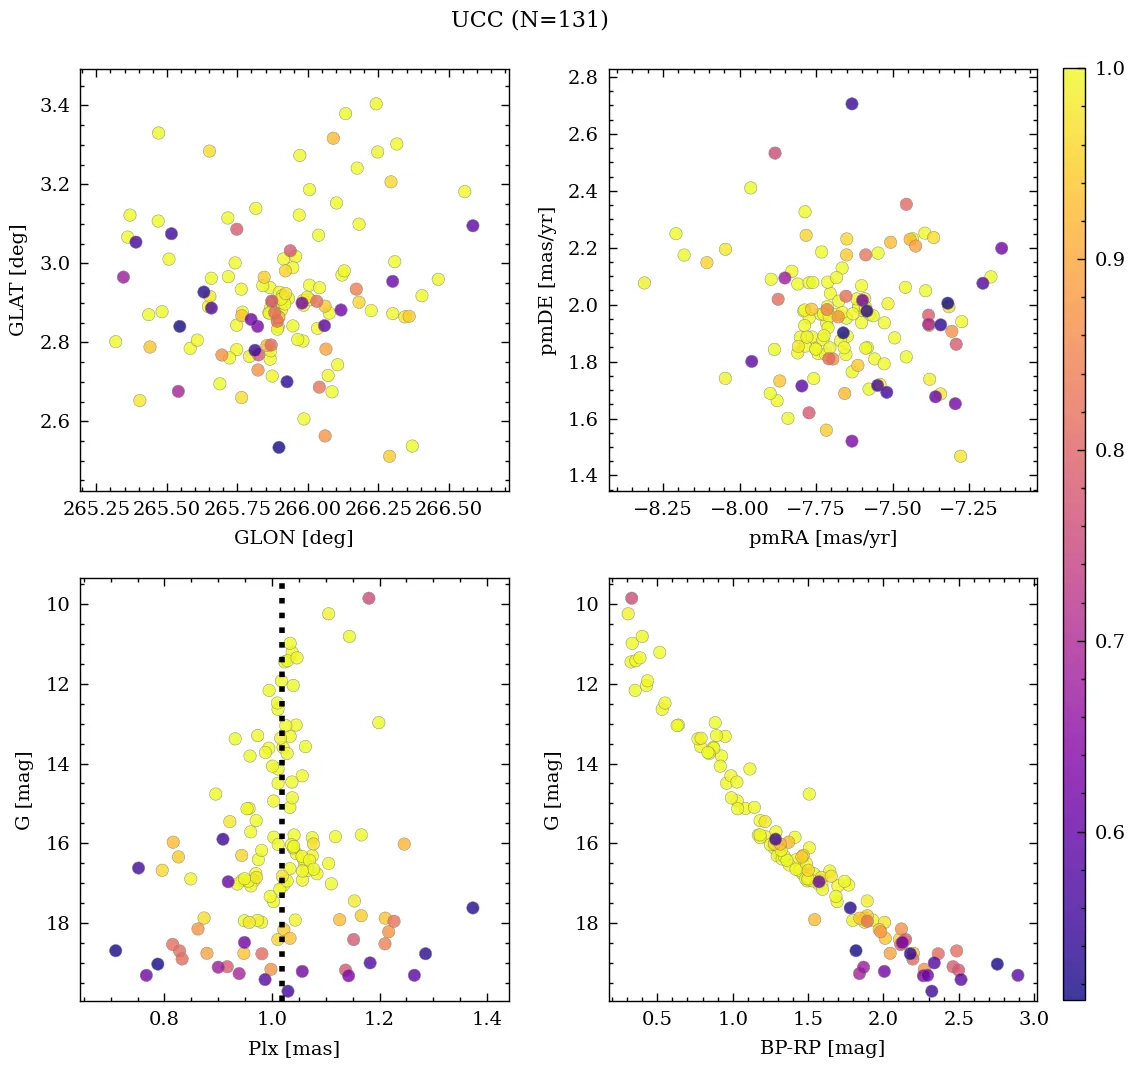 UCC (N=131)
3.4
3.2
3.0
2.8
2.6
GLAT [deg]
265.25 265.50 265.75 266.00 266.25 266.50
GLON [deg]
2.8
2.6
2.4
2.2
2.0
1.8
1.6
1.4
pmDE [mas/yr]
−8.25 −8.00 −7.75 −7.50 −7.25
pmRA [mas/yr]
10
12
14
16
18
G [mag]
0.8 1.0 1.2 1.4
Plx [mas]
10
12
14
16
18
G [mag]
0.5 1.0 1.5 2.0 2.5 3.0
BP-RP [mag]
1.0
0.9
0.8
0.7
0.6